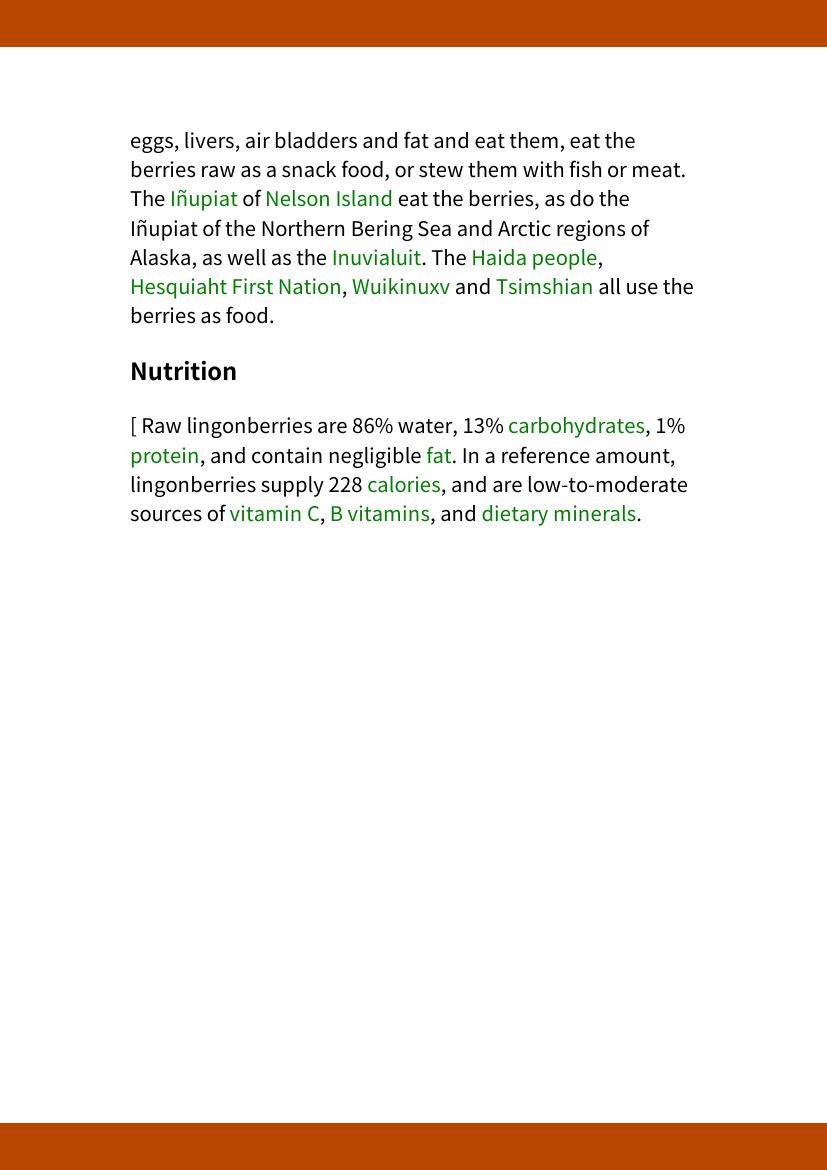 eggs, livers, air bladders and fat and eat them, eat the
berries raw as a snack food, or stew them with fish or meat.
The Iñupiat of Nelson Island eat the berries, as do the
Iñupiat of the Northern Bering Sea and Arctic regions of
Alaska, as well as the Inuvialuit. The Haida people,
Hesquiaht First Nation, Wuikinuxv and Tsimshian all use the
berries as food.
Nutrition
[ Raw lingonberries are 86% water, 13% carbohydrates, 1%
protein, and contain negligible fat. In a reference amount,
lingonberries supply 228 calories, and are low-to-moderate
sources of vitamin C, B vitamins, and dietary minerals.